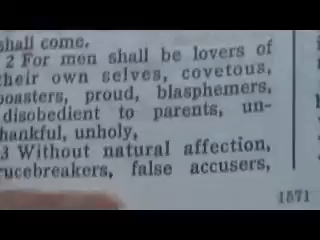 shall come.
2 For men shall be lovers of
their own selves, covetous,
boasters, proud, blasphemers,
disobedient to parents, un-
thankful, unholy,
3 Without natural affection,
rucebreakers, false accusers,
1571